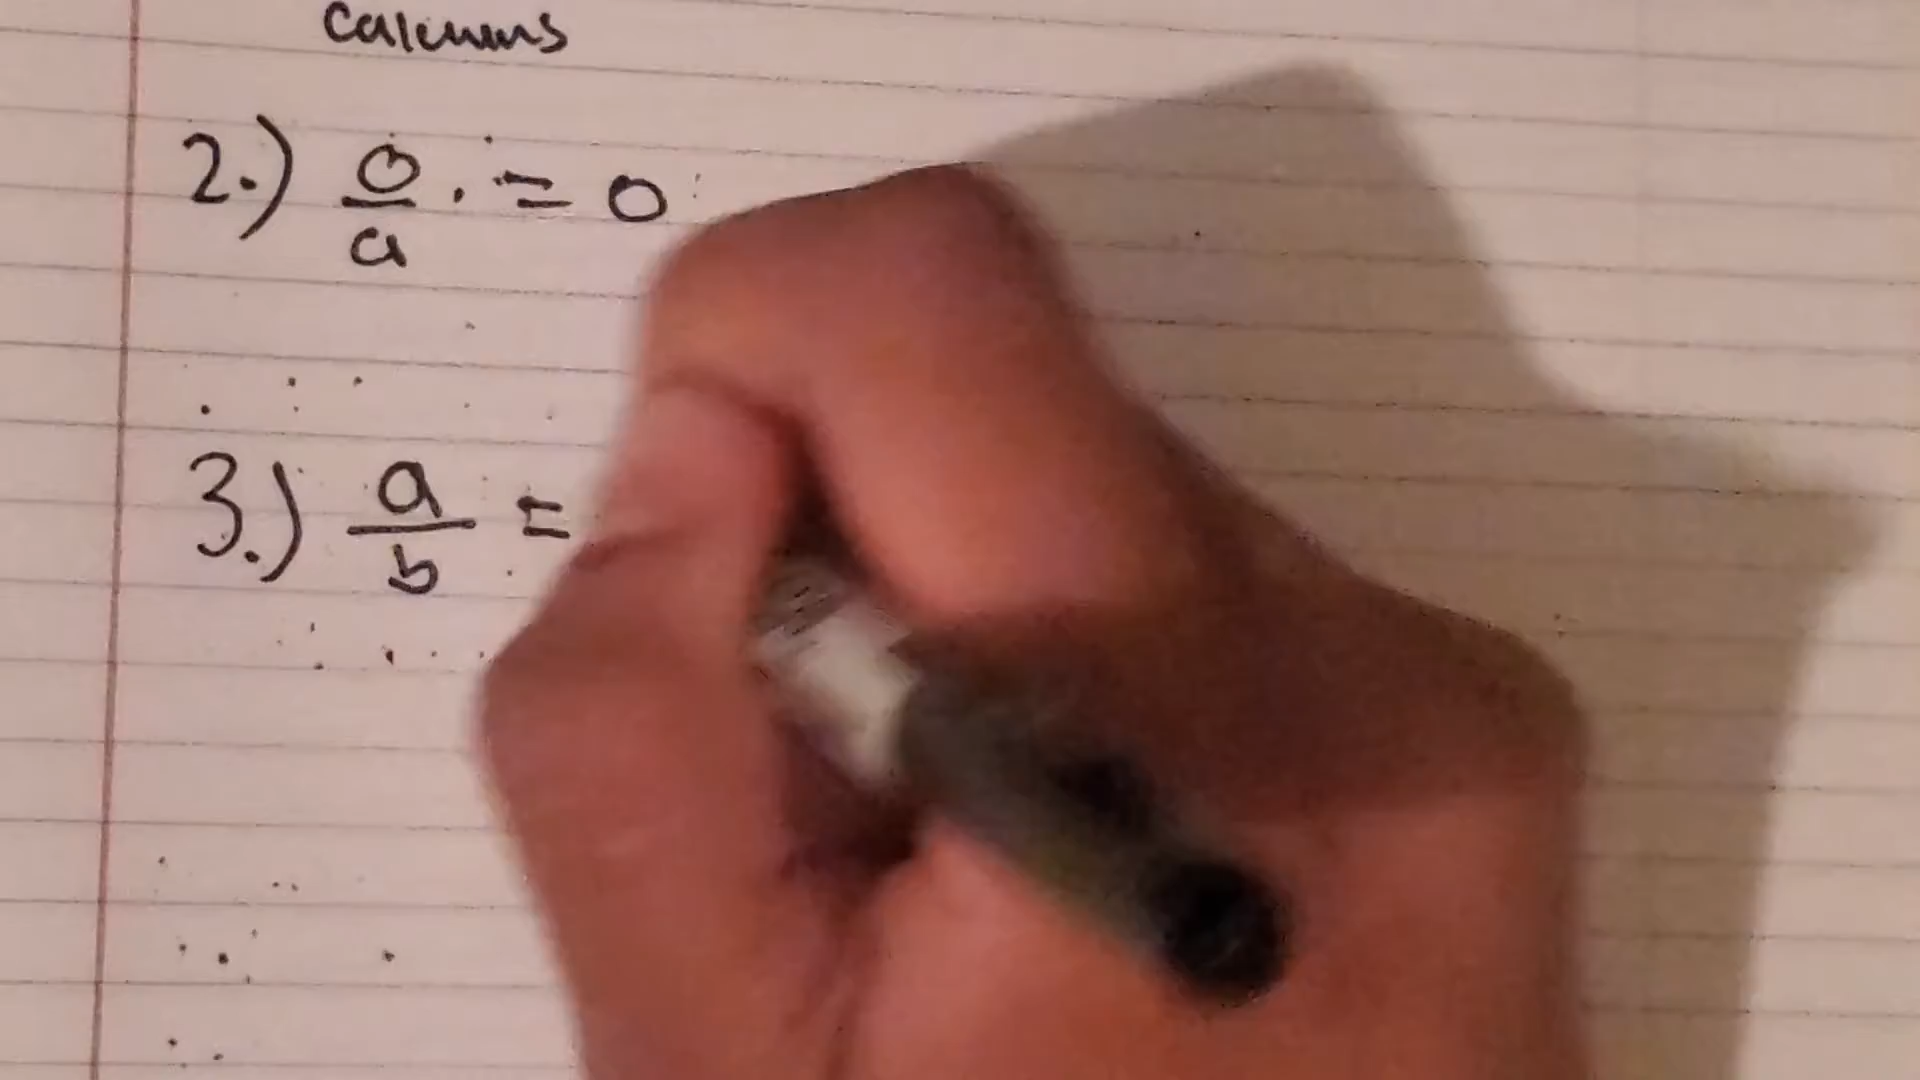 Calculus
2.) 0/a = 0
3.) a/b =